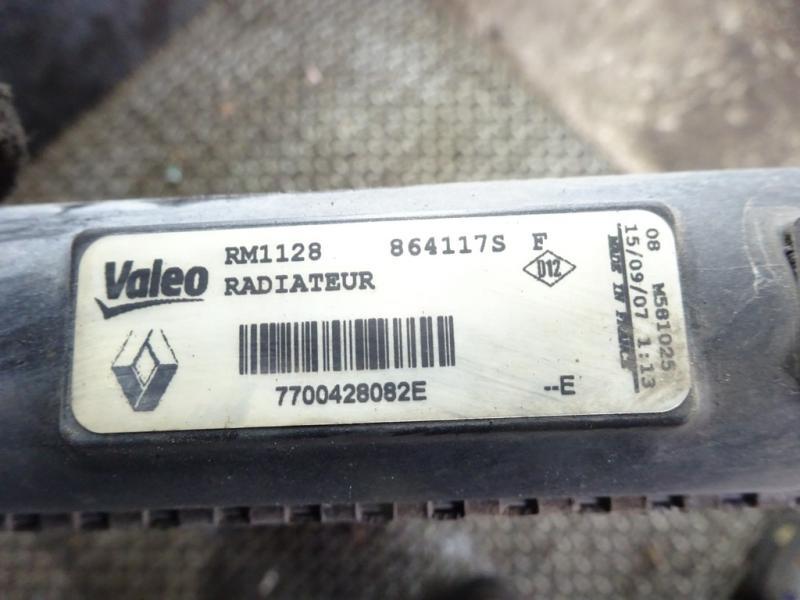 Valeo
RM1128 864117S F
RADIATEUR
D12
7700428082E
--E
08 M581025
15/09/07 1:13
MADE IN FRANCE